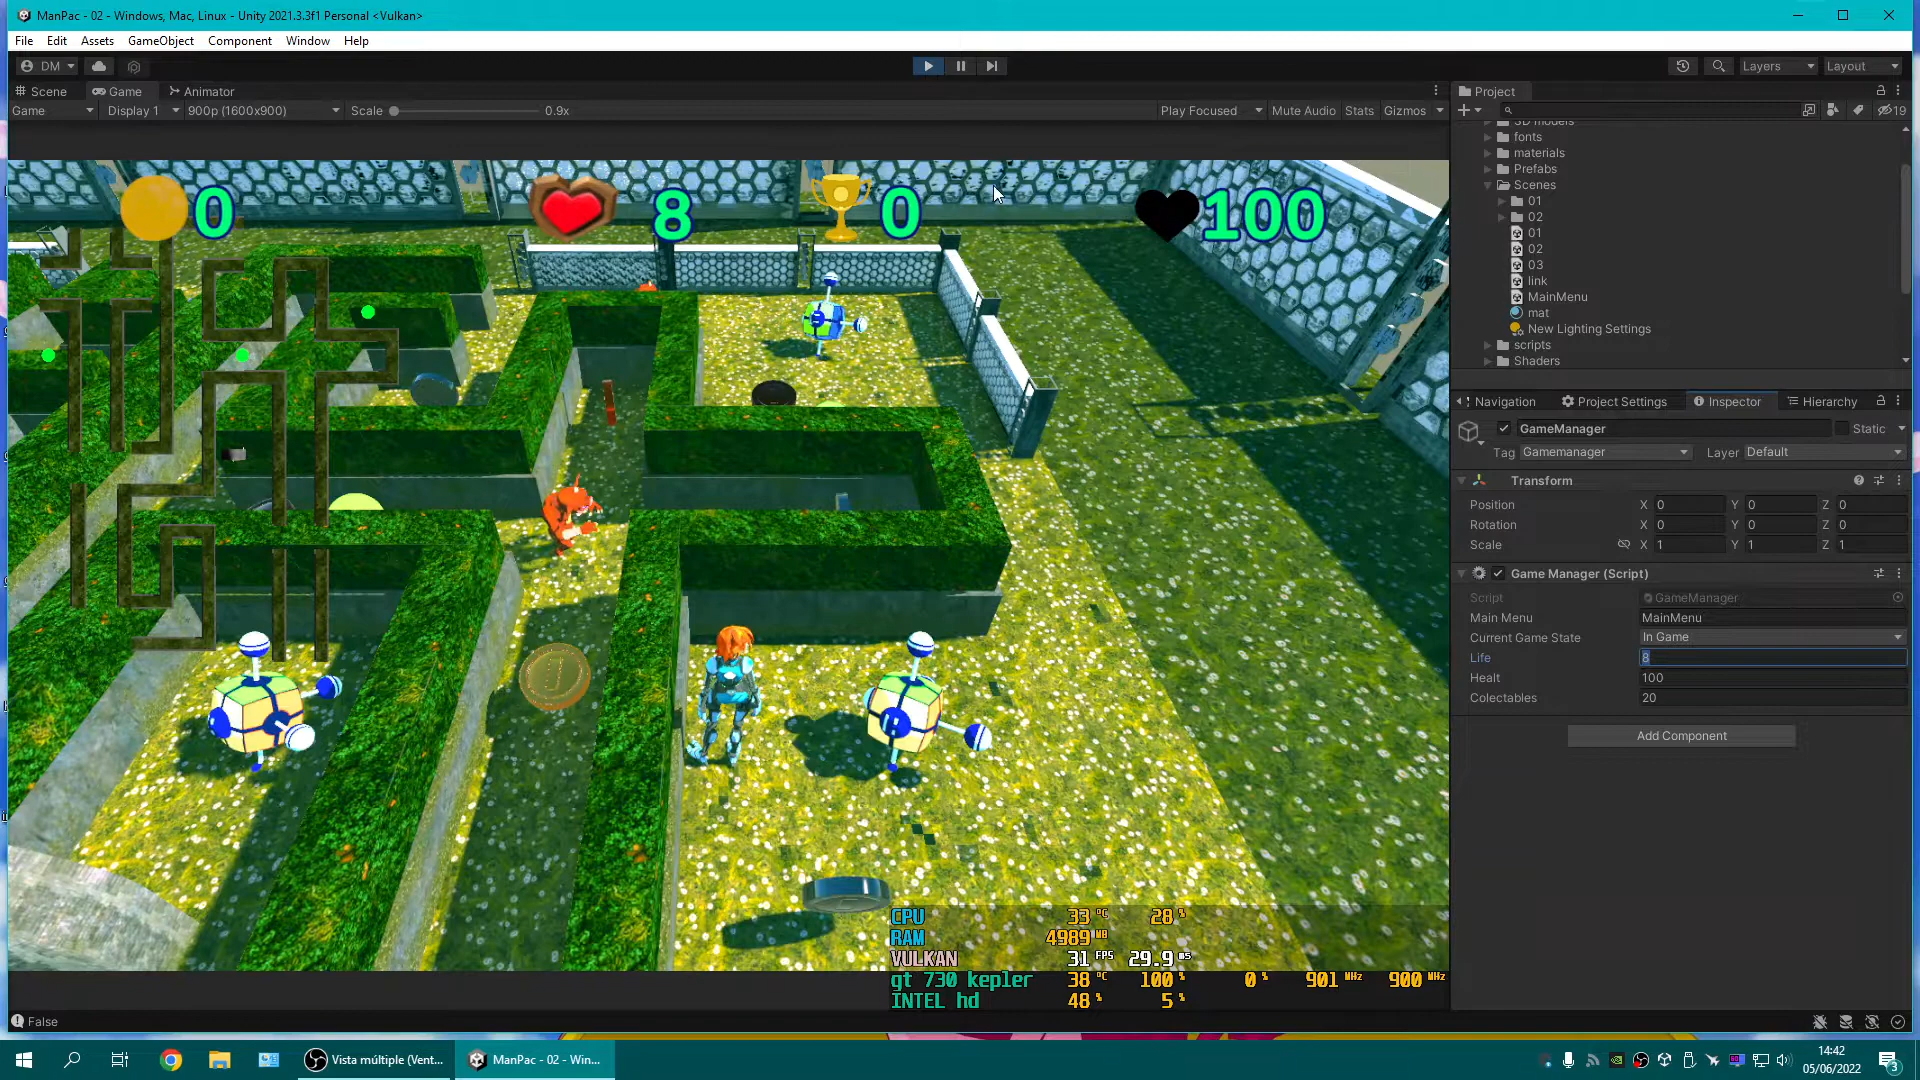 ManPac - 02 - Windows, Mac, Linux - Unity 2021.3.3f1 Personal <Vulkan>
File Edit Assets GameObject Component Window Help
DM Layers Layout
Scene Game Animator
Game Display 1 900p (1600x900) Scale 0.9x Play Focused Mute Audio Stats Gizmos
0 8 0 100
CPU 33 °C 28 %
RAM 4989 MB
VULKAN 31 FPS 29.9 ms
gt 730 kepler 38 °C 100 % 0 % 901 MHz 900 MHz
INTEL hd 48 % 5 %
False
Project
19
3D models
fonts
materials
Prefabs
Scenes
01
02
01
02
03
link
MainMenu
mat
New Lighting Settings
scripts
Shaders
Navigation Project Settings Inspector Hierarchy
GameManager Static
Tag Gamemanager Layer Default
Transform
Position X 0 Y 0 Z 0
Rotation X 0 Y 0 Z 0
Scale X 1 Y 1 Z 1
Game Manager (Script)
Script GameManager
Main Menu MainMenu
Current Game State In Game
Life 8
Healt 100
Colectables 20
Add Component
Vista múltiple (Vent... ManPac - 02 - Win...
14:42
05/06/2022
3